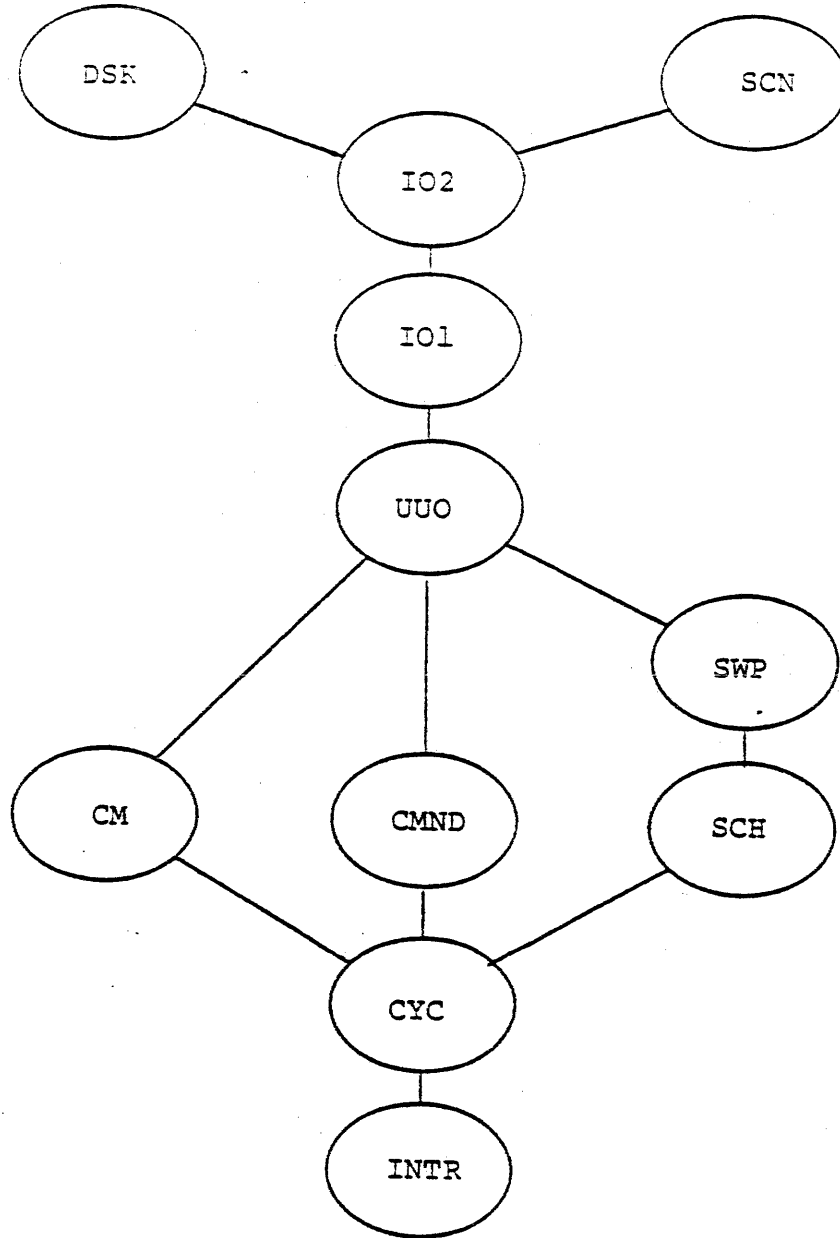 DSK
SCN
IO2
IO1
UUO
SWP
CM
CMND
SCH
CYC
INTR